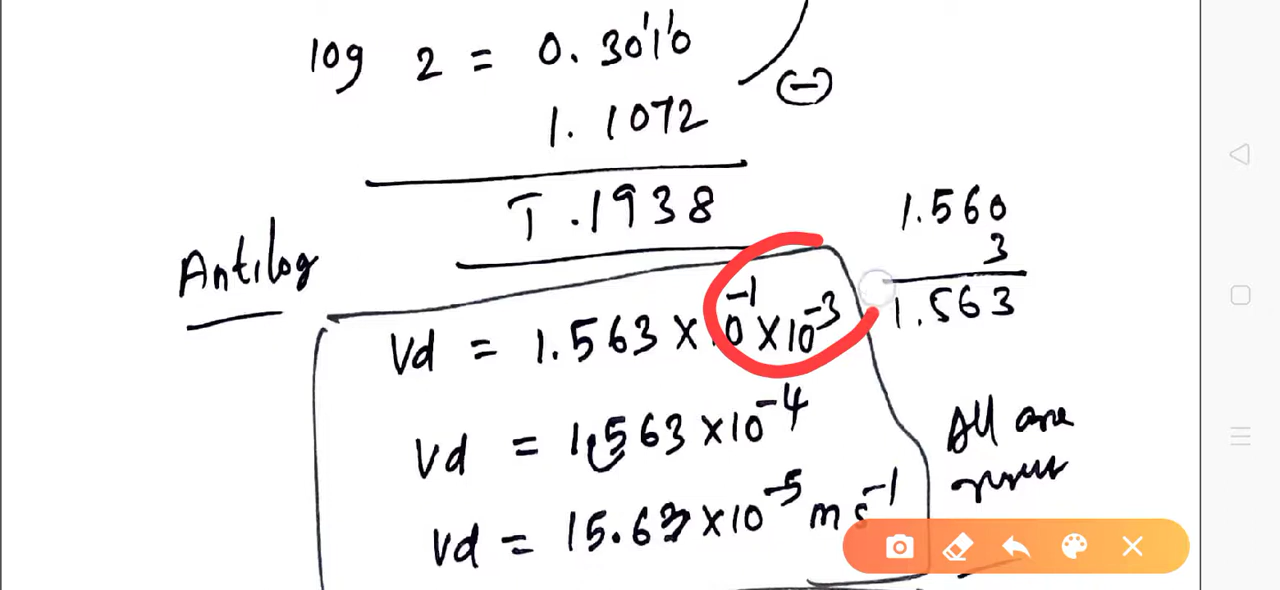 log 2 = 0.3010
(-)
1.1072
1̅.1938
Antilog
1.560
3
1.563
Vd = 1.563 × 10⁻¹ × 10⁻³
Vd = 1.563 × 10⁻⁴
All are
Vd = 15.63 × 10⁻⁵ m s⁻¹